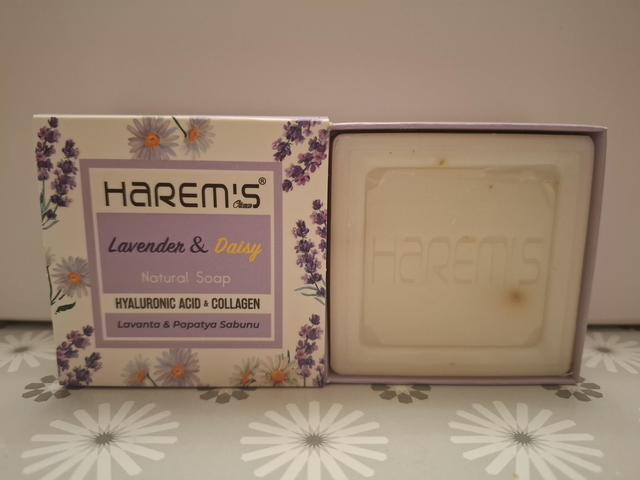 HAREM'S®
Lavender & Daisy
Natural Soap
HYALURONIC ACID & COLLAGEN
Lavanta & Papatya Sabunu
HAREM'S